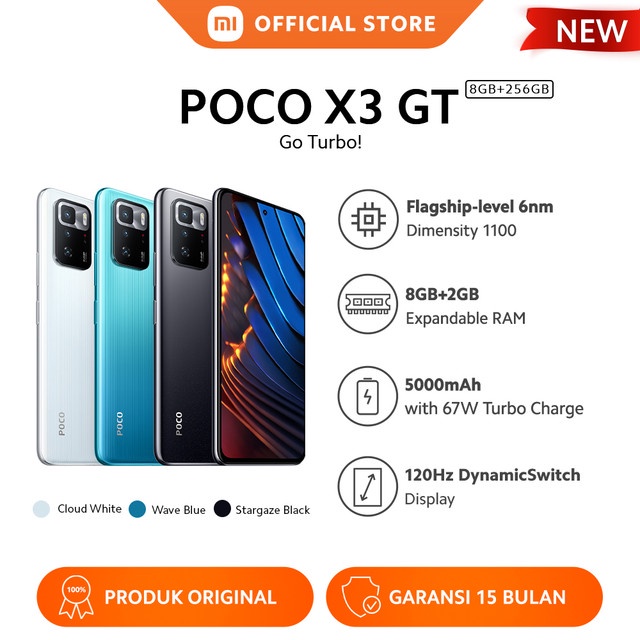 mi OFFICIAL STORE
NEW
POCO X3 GT
8GB+256GB
Go Turbo!
Flagship-level 6nm
Dimensity 1100
8GB+2GB
Expandable RAM
5000mAh
with 67W Turbo Charge
120Hz DynamicSwitch
Display
POCO
POCO
POCO
Cloud White
Wave Blue
Stargaze Black
100%
PRODUK ORIGINAL
GARANSI 15 BULAN